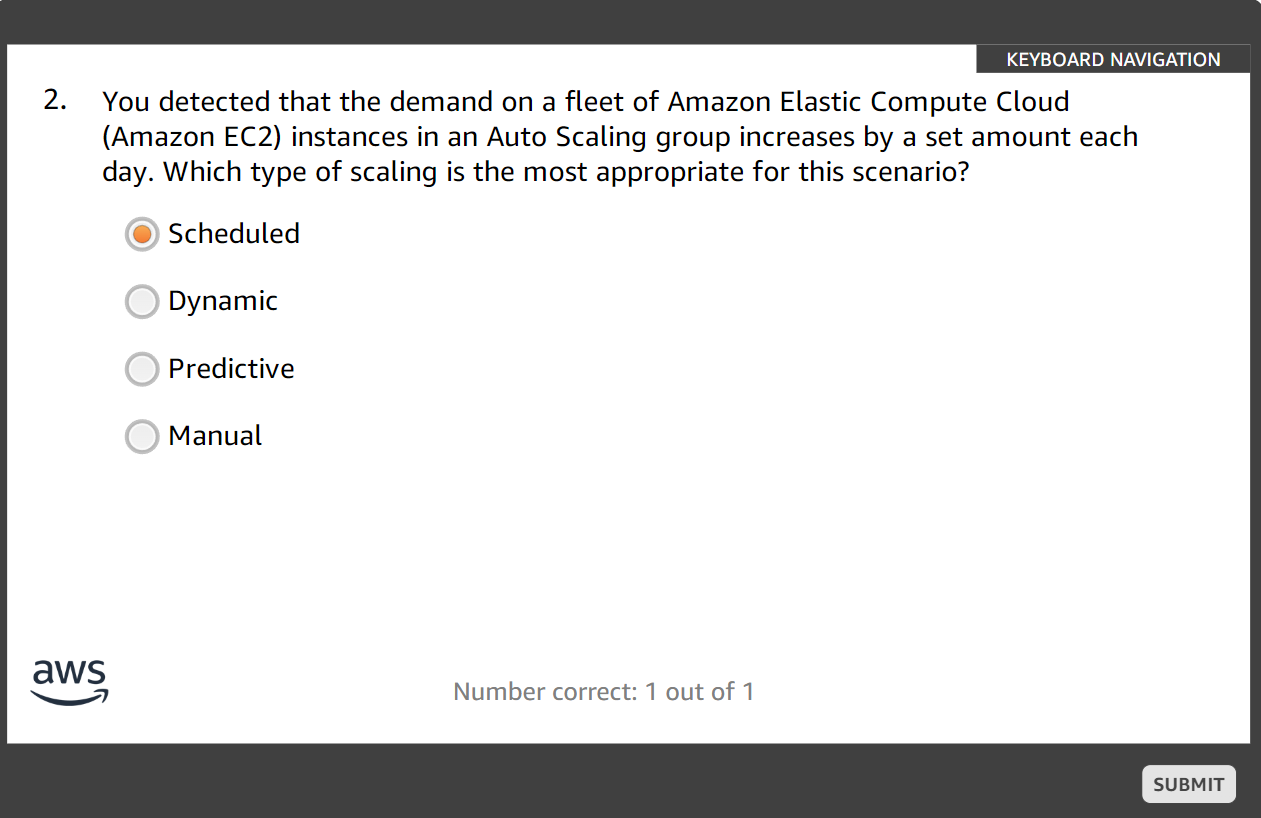 KEYBOARD NAVIGATION
2. You detected that the demand on a fleet of Amazon Elastic Compute Cloud
(Amazon EC2) instances in an Auto Scaling group increases by a set amount each
day. Which type of scaling is the most appropriate for this scenario?
Scheduled
Dynamic
Predictive
Manual
aws
Number correct: 1 out of 1
SUBMIT